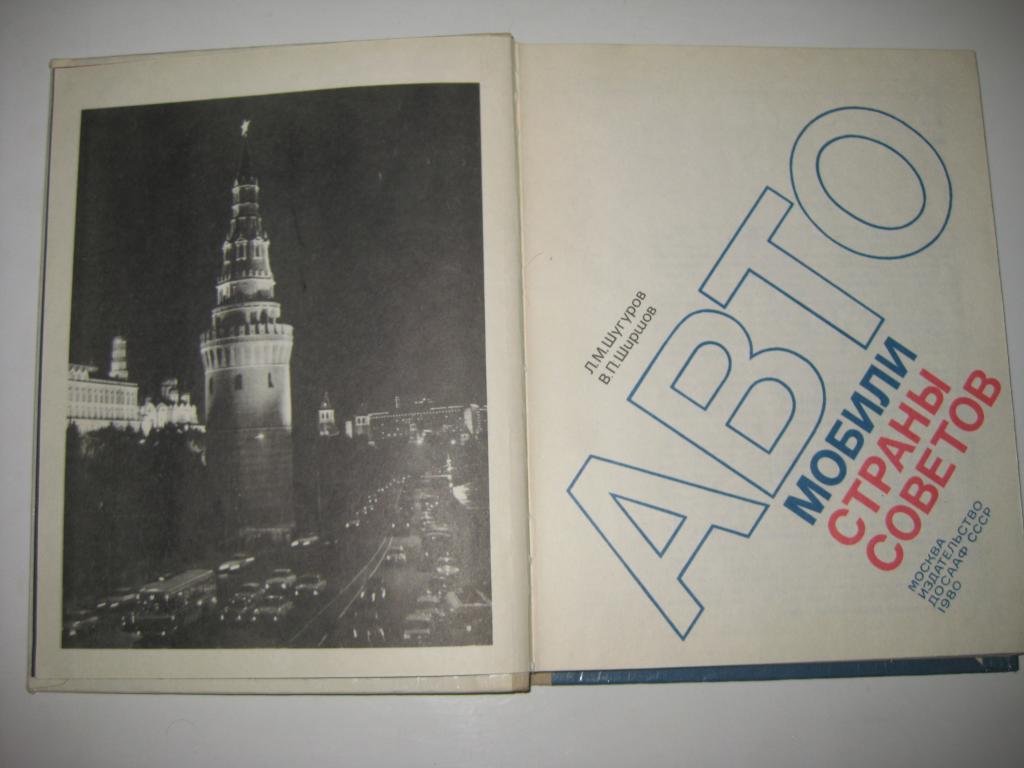 Л.М.Шугуров
В.П.Ширшов
АВТО
МОБИЛИ
СТРАНЫ
СОВЕТОВ
МОСКВА
ИЗДАТЕЛЬСТВО
ДОСААФ СССР
1980